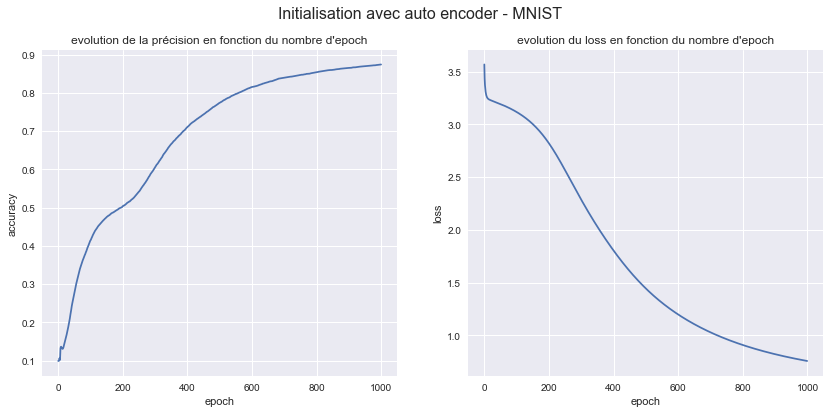 Initialisation avec auto encoder - MNIST
evolution de la précision en fonction du nombre d'epoch
0.9
0.8
0.7
0.6
0.5
0.4
0.3
0.2
0.1
accuracy
0 200 400 600 800 1000
epoch
evolution du loss en fonction du nombre d'epoch
3.5
3.0
2.5
2.0
1.5
1.0
loss
0 200 400 600 800 1000
epoch